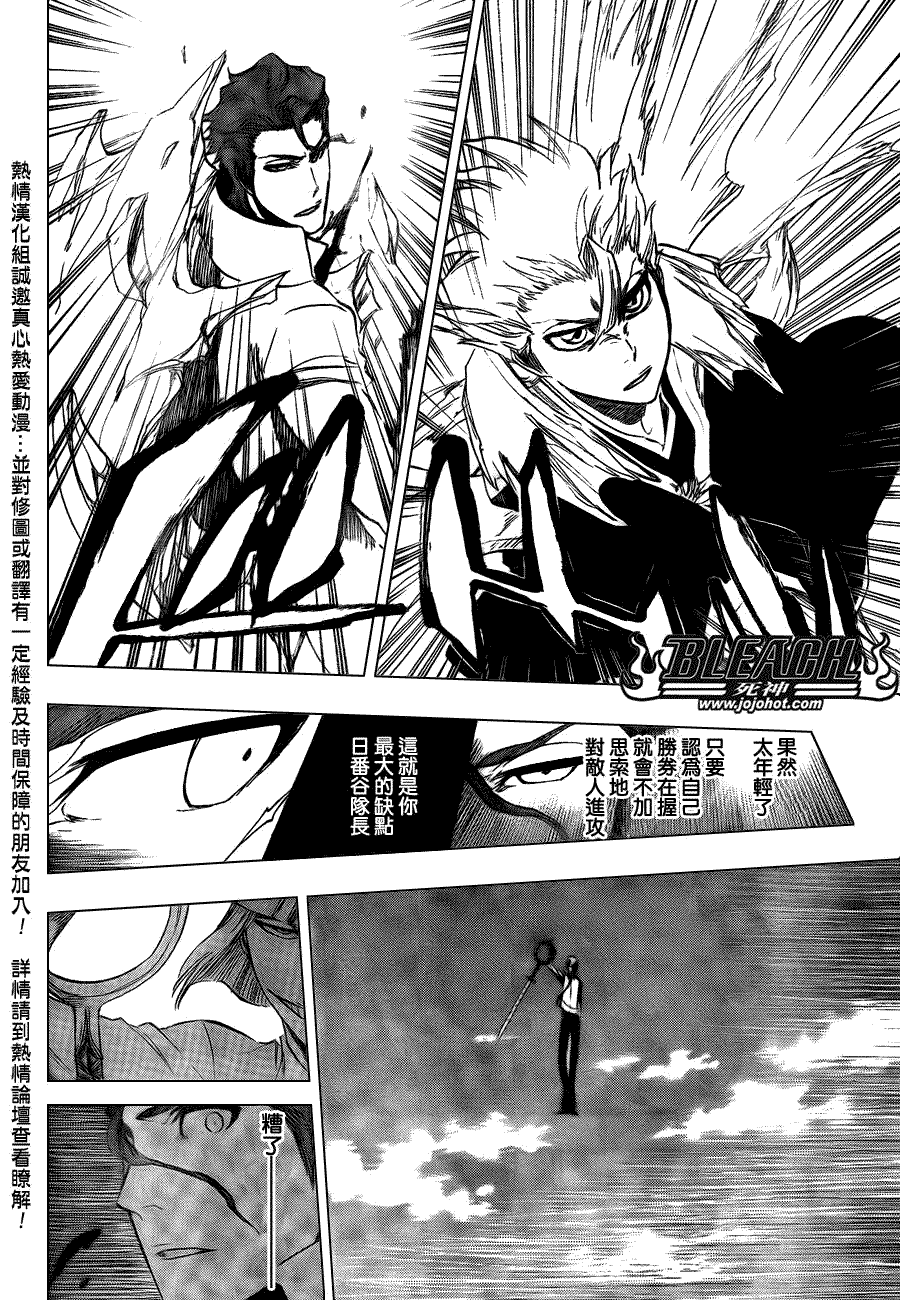 果然
太年輕了
只要
認為自己
勝券在握
就會不加
思索地
對敵人進攻
這就是你
最大的缺點
日番谷隊長
糟了
BLEACH
死神
www.jojohot.com
熱情漢化組誠邀真心熱愛動漫…並對修圖或翻譯有一定經驗及時間保障的朋友加入！ 詳情請到熱情論壇查看瞭解！